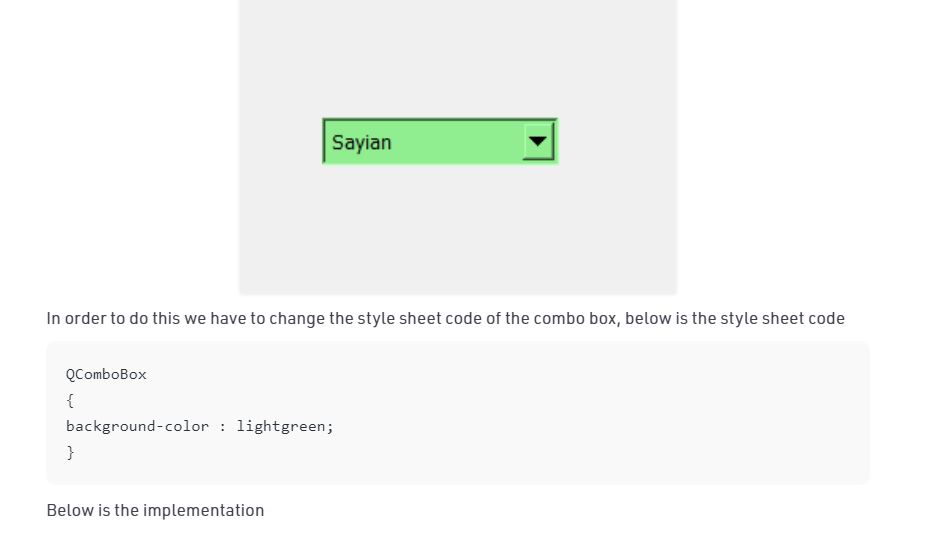 Sayian
In order to do this we have to change the style sheet code of the combo box, below is the style sheet code
QComboBox
{
background-color : lightgreen;
}
Below is the implementation